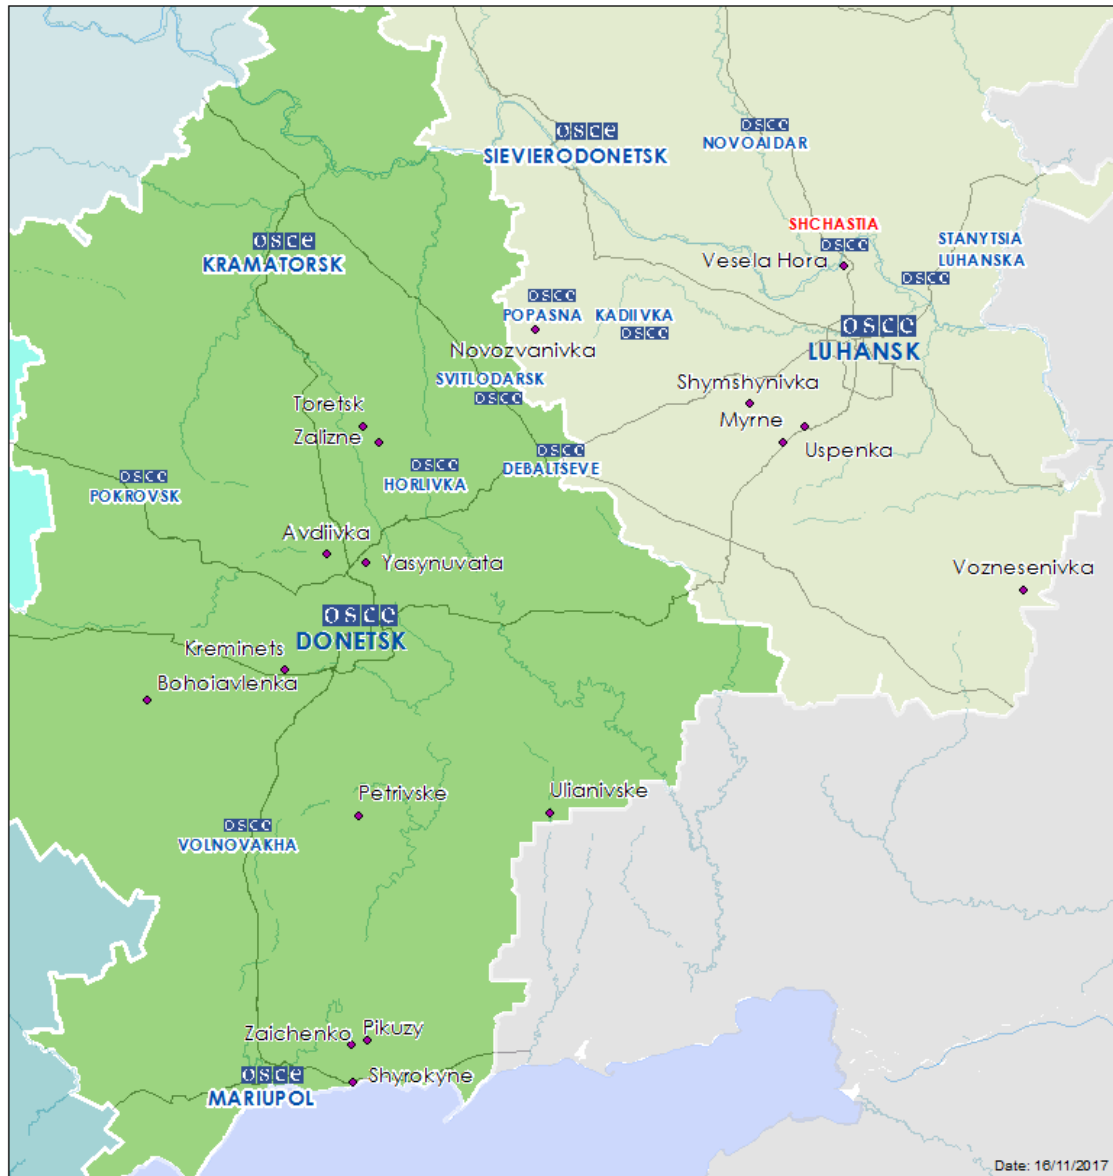 osce
SIEVIERODONETSK
osce
NOVOAIDAR
SHCHASTIA
osce
Vesela Hora
STANYTSIA
LUHANSKA
osce
osce
KRAMATORSK
osce
POPASNA
KADIIVKA
osce
Novozvanivka
osce
LUHANSK
SVITLODARSK
osce
Shymshynivka
Myrne
Uspenka
Toretsk
Zalizne
osce
HORLIVKA
osce
DEBALTSEVE
osce
POKROVSK
Avdiivka
Yasynuvata
Voznesenivka
osce
DONETSK
Kreminets
Bohoiavlenka
Petrivske
Ulianivske
osce
VOLNOVAKHA
Zaichenko
Pikuzy
Shyrokyne
osce
MARIUPOL
Date: 16/11/2017